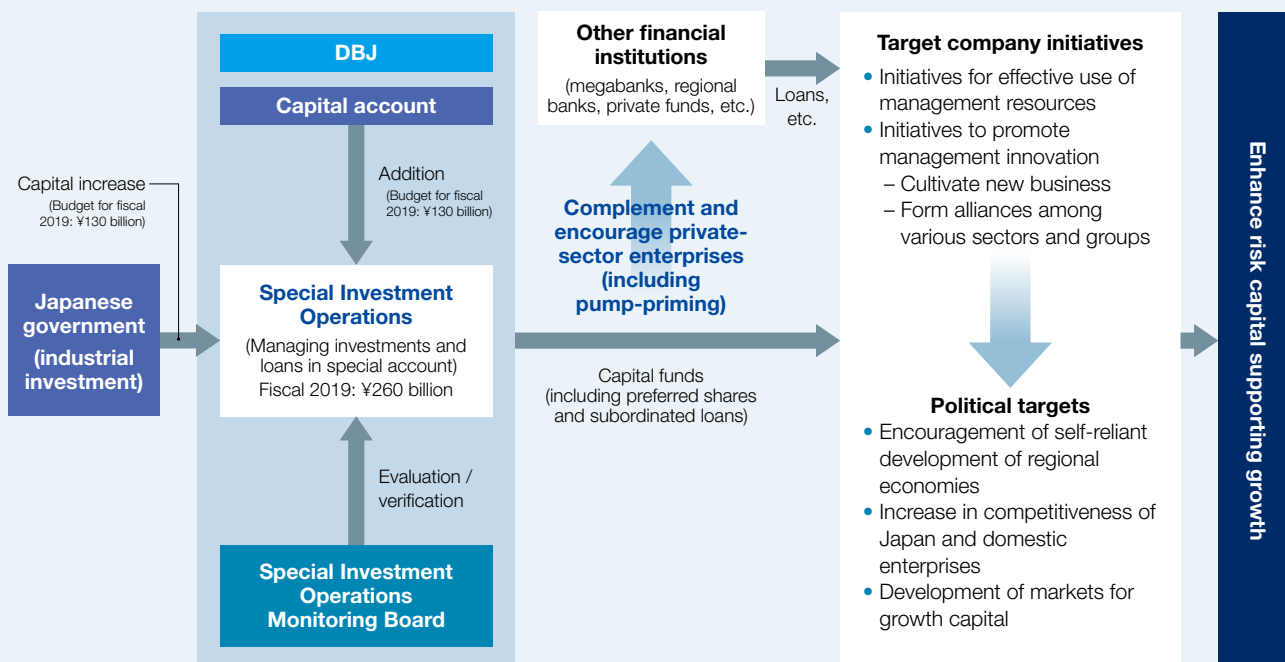 DBJ
Capital account
Addition
(Budget for fiscal
2019: ¥130 billion)
Capital increase
(Budget for fiscal
2019: ¥130 billion)
Japanese
government
(industrial
investment)
Special Investment
Operations
(Managing investments and
loans in special account)
Fiscal 2019: ¥260 billion
Evaluation /
verification
Special Investment
Operations
Monitoring Board
Other financial
institutions
(megabanks, regional
banks, private funds, etc.)
Loans,
etc.
Complement and
encourage private-
sector enterprises
(including
pump-priming)
Capital funds
(including preferred shares
and subordinated loans)
Target company initiatives
• Initiatives for effective use of
management resources
• Initiatives to promote
management innovation
– Cultivate new business
– Form alliances among
various sectors and groups
Political targets
• Encouragement of self-reliant
development of regional
economies
• Increase in competitiveness of
Japan and domestic
enterprises
• Development of markets for
growth capital
Enhance risk capital supporting growth